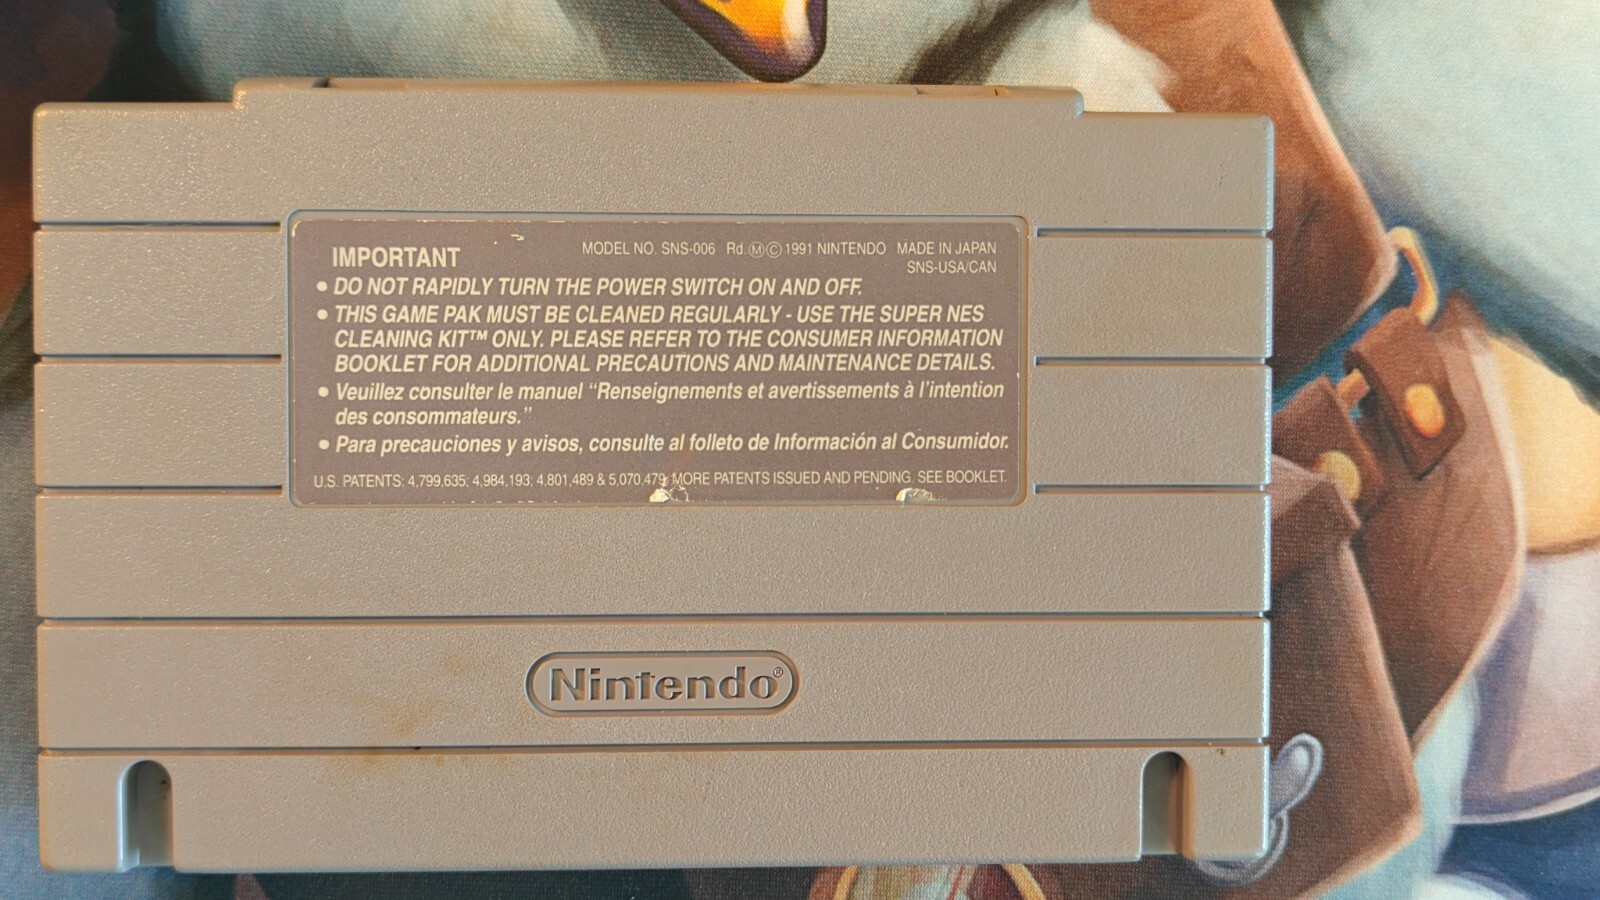 IMPORTANT
MODEL NO. SNS-006 Rd.ⓂⒸ1991 NINTENDO MADE IN JAPAN
SNS-USA/CAN
● DO NOT RAPIDLY TURN THE POWER SWITCH ON AND OFF.
● THIS GAME PAK MUST BE CLEANED REGULARLY - USE THE SUPER NES
CLEANING KIT™ ONLY. PLEASE REFER TO THE CONSUMER INFORMATION
BOOKLET FOR ADDITIONAL PRECAUTIONS AND MAINTENANCE DETAILS.
● Veuillez consulter le manuel “Renseignements et avertissements à l’intention
des consommateurs.”
● Para precauciones y avisos, consulte al folleto de Información al Consumidor.
U.S. PATENTS: 4,799,635; 4,984,193; 4,801,489 & 5,070,479; MORE PATENTS ISSUED AND PENDING. SEE BOOKLET.
Nintendo®